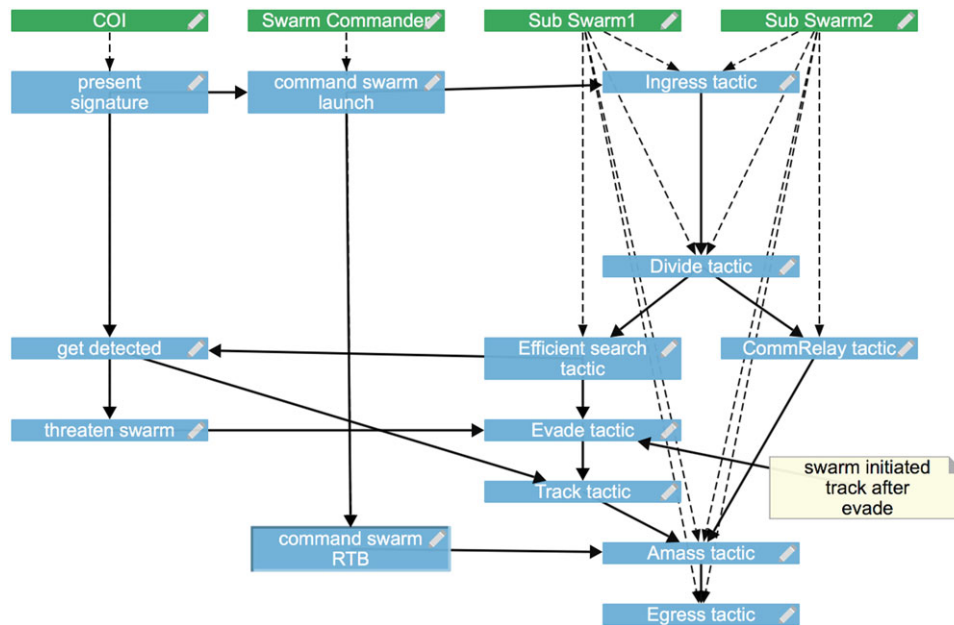 COI
Swarm Commander
Sub Swarm1
Sub Swarm2
present
signature
command swarm
launch
Ingress tactic
Divide tactic
get detected
Efficient search
tactic
CommRelay tactic
threaten swarm
Evade tactic
swarm initiated
track after
evade
Track tactic
command swarm
RTB
Amass tactic
Egress tactic